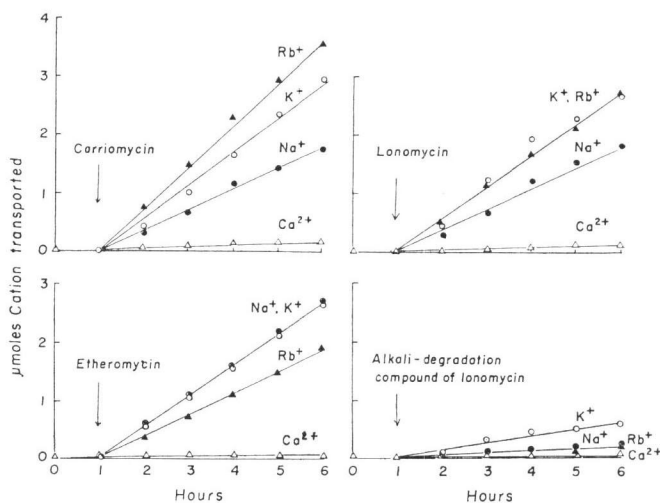 μmoles Cation transported
4
3
2
1
0
Carriomycin
Rb⁺
K⁺
Na⁺
Ca²⁺
K⁺, Rb⁺
Lonomycin
Na⁺
Ca²⁺
3
2
1
0
Etheromycin
Na⁺, K⁺
Rb⁺
Ca²⁺
0 1 2 3 4 5 6
Hours
Alkali-degradation
compound of lonomycin
K⁺
Na⁺ Rb⁺
Ca²⁺
0 1 2 3 4 5 6
Hours